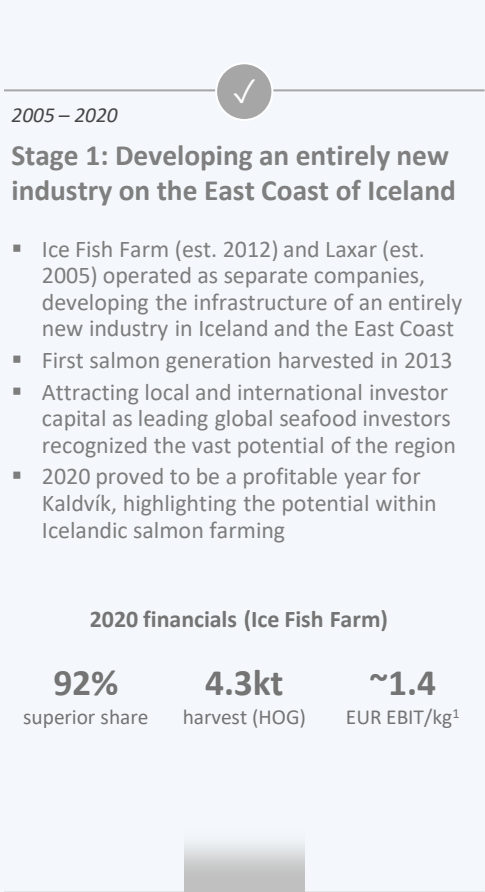 ✓
2005 – 2020
Stage 1: Developing an entirely new
industry on the East Coast of Iceland
▪ Ice Fish Farm (est. 2012) and Laxar (est.
2005) operated as separate companies,
developing the infrastructure of an entirely
new industry in Iceland and the East Coast
▪ First salmon generation harvested in 2013
▪ Attracting local and international investor
capital as leading global seafood investors
recognized the vast potential of the region
▪ 2020 proved to be a profitable year for
Kaldvík, highlighting the potential within
Icelandic salmon farming
2020 financials (Ice Fish Farm)
92% 4.3kt ~1.4
superior share harvest (HOG) EUR EBIT/kg¹